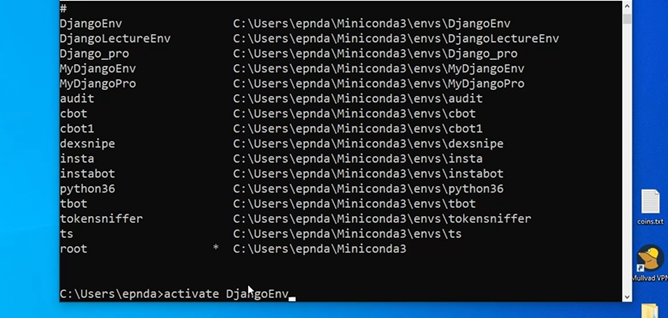 #
DjangoEnv C:\Users\epnda\Miniconda3\envs\DjangoEnv
DjangoLectureEnv C:\Users\epnda\Miniconda3\envs\DjangoLectureEnv
Django_pro C:\Users\epnda\Miniconda3\envs\Django_pro
MyDjangoEnv C:\Users\epnda\Miniconda3\envs\MyDjangoEnv
MyDjangoPro C:\Users\epnda\Miniconda3\envs\MyDjangoPro
audit C:\Users\epnda\Miniconda3\envs\audit
cbot C:\Users\epnda\Miniconda3\envs\cbot
cbot1 C:\Users\epnda\Miniconda3\envs\cbot1
dexsnipe C:\Users\epnda\Miniconda3\envs\dexsnipe
insta C:\Users\epnda\Miniconda3\envs\insta
instabot C:\Users\epnda\Miniconda3\envs\instabot
python36 C:\Users\epnda\Miniconda3\envs\python36
tbot C:\Users\epnda\Miniconda3\envs\tbot
tokensniffer C:\Users\epnda\Miniconda3\envs\tokensniffer
ts C:\Users\epnda\Miniconda3\envs\ts
root * C:\Users\epnda\Miniconda3
C:\Users\epnda>activate DjangoEnv
coins.txt
Mullvad VPN